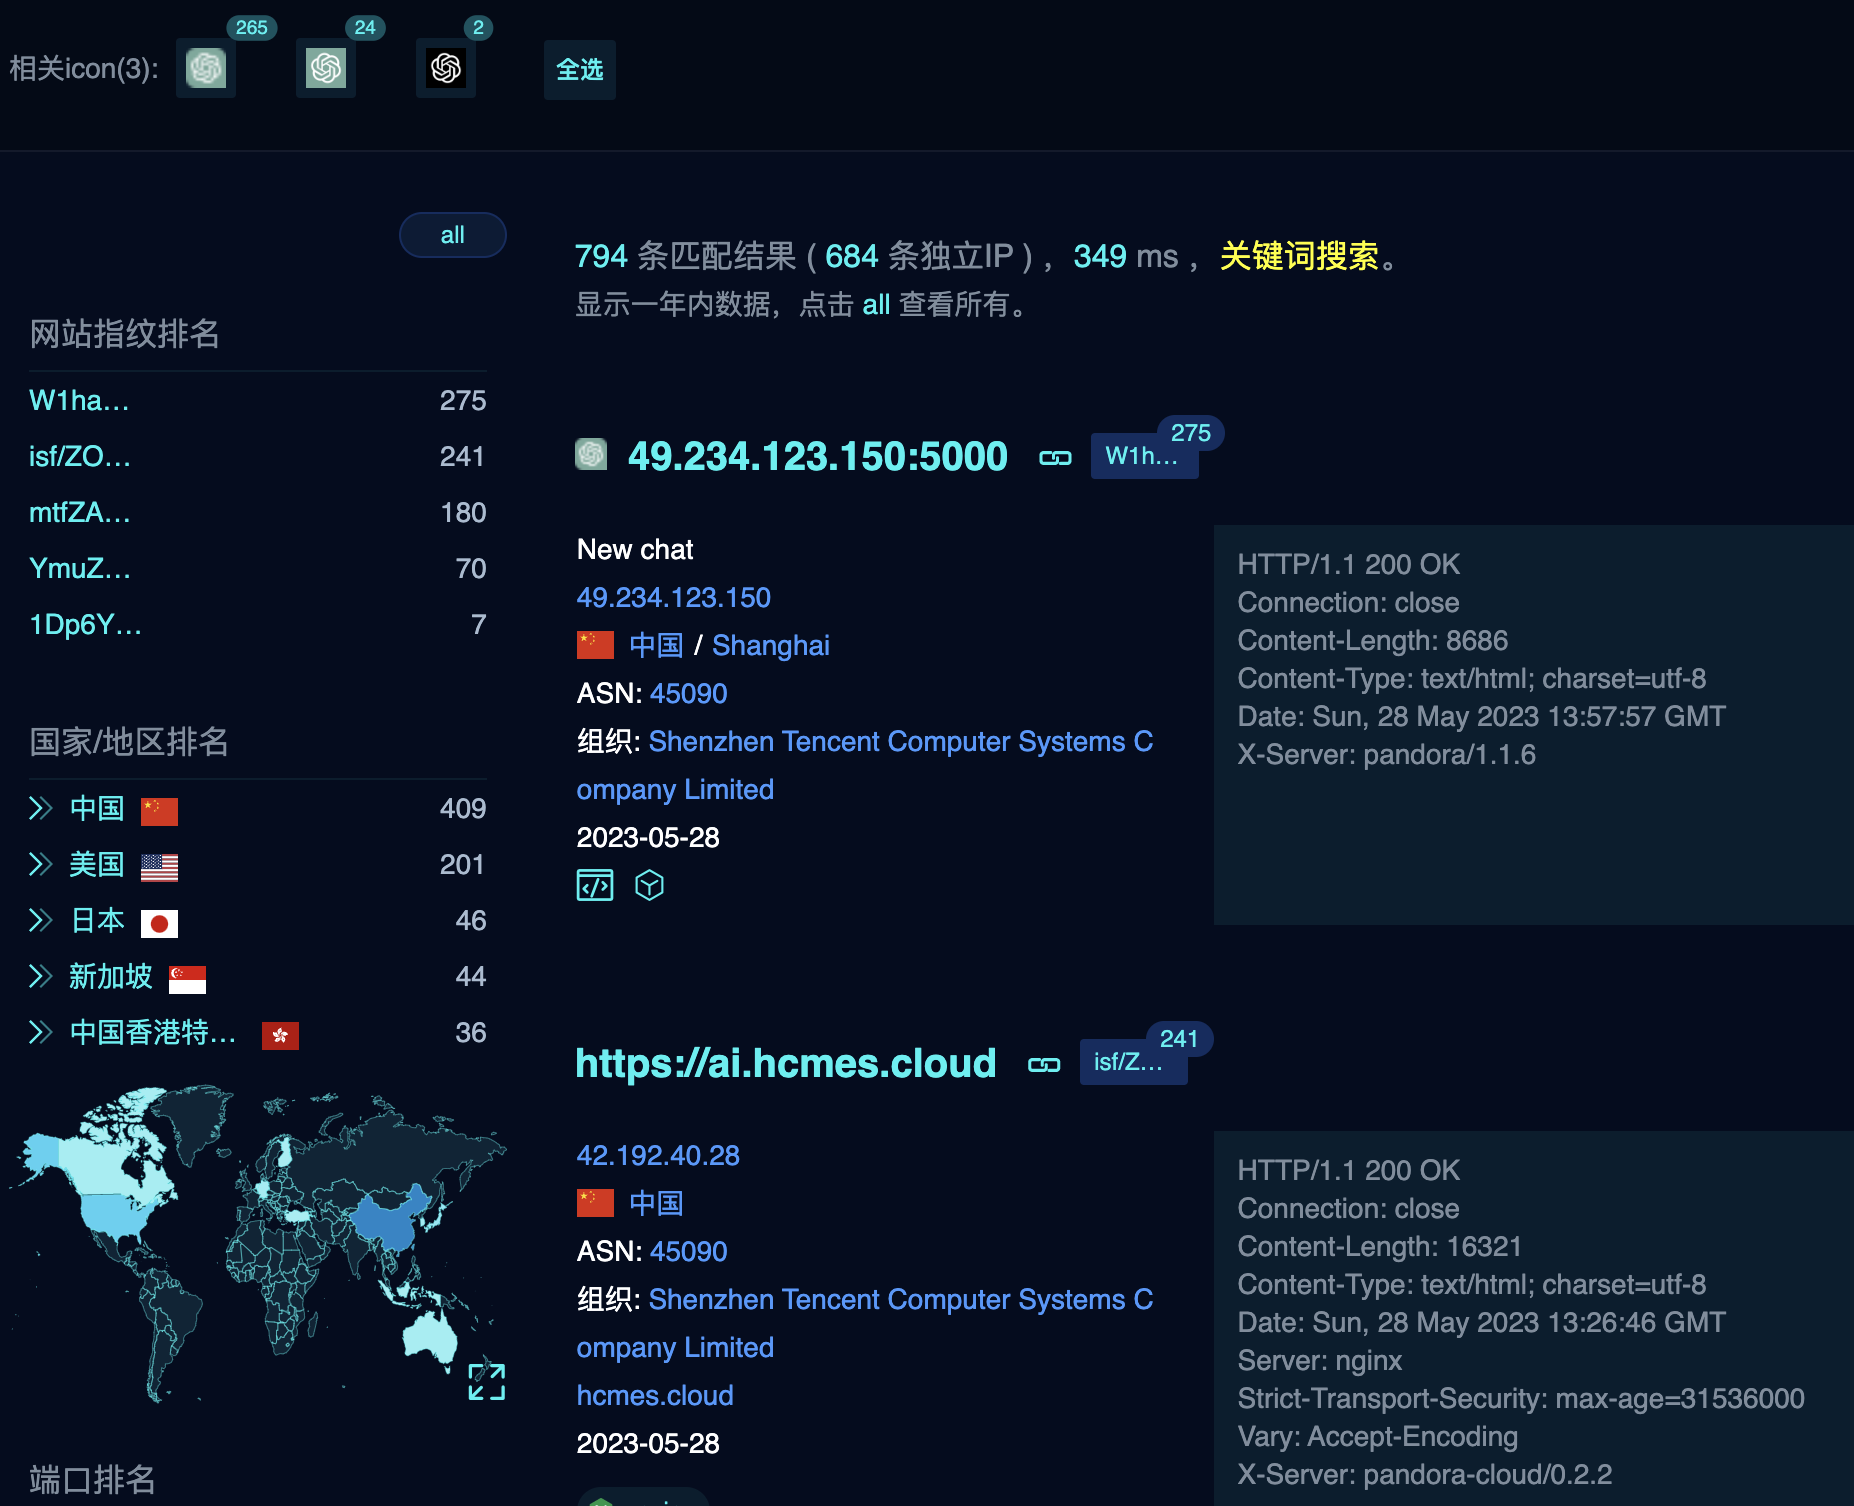 265
24
2
相关icon(3):
全选
all
794 条匹配结果 ( 684 条独立IP ) ，349 ms ，关键词搜索。
显示一年内数据，点击 all 查看所有。
网站指纹排名
W1ha… 275
isf/ZO… 241
mtfZA… 180
YmuZ… 70
1Dp6Y… 7
国家/地区排名
中国 409
美国 201
日本 46
新加坡 44
中国香港特… 36
端口排名
49.234.123.150:5000
W1h…
275
New chat
49.234.123.150
中国 / Shanghai
ASN: 45090
组织: Shenzhen Tencent Computer Systems C
ompany Limited
2023-05-28
HTTP/1.1 200 OK
Connection: close
Content-Length: 8686
Content-Type: text/html; charset=utf-8
Date: Sun, 28 May 2023 13:57:57 GMT
X-Server: pandora/1.1.6
https://ai.hcmes.cloud
isf/Z…
241
42.192.40.28
中国
ASN: 45090
组织: Shenzhen Tencent Computer Systems C
ompany Limited
hcmes.cloud
2023-05-28
HTTP/1.1 200 OK
Connection: close
Content-Length: 16321
Content-Type: text/html; charset=utf-8
Date: Sun, 28 May 2023 13:26:46 GMT
Server: nginx
Strict-Transport-Security: max-age=31536000
Vary: Accept-Encoding
X-Server: pandora-cloud/0.2.2